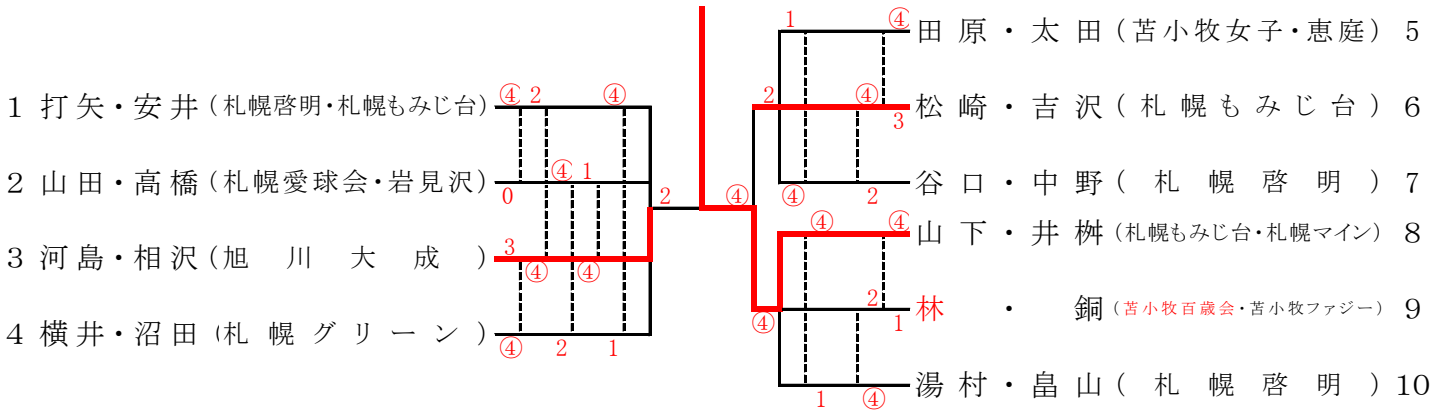 1 ④ 田原・太田(苫小牧女子・恵庭) 5
1 打矢・安井(札幌啓明・札幌もみじ台) ④ 2 ④
2 ④ 松崎・吉沢(札幌もみじ台) 6
3
2 山田・高橋(札幌愛球会・岩見沢) ④ 1
0 2 ④ ④ 2 谷口・中野(札幌啓明) 7
④ ④ 山下・井桝(札幌もみじ台・札幌マイン) 8
3 河島・相沢(旭川大成) 3
④ ④
2 林・銅(苫小牧百歳会・苫小牧ファジー) 9
④ 1
4 横井・沼田(札幌グリーン)
④ 2 1
湯村・畠山(札幌啓明) 10
1 ④